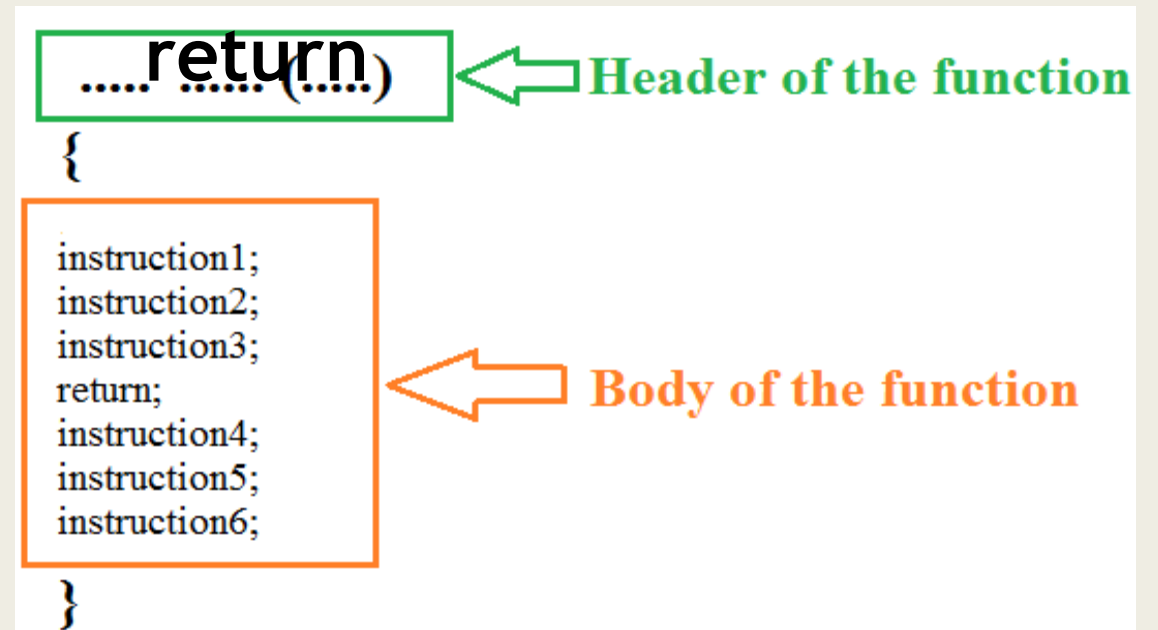 return
..... ...... (.....)
Header of the function
{
instruction1;
instruction2;
instruction3;
return;
instruction4;
instruction5;
instruction6;
Body of the function
}